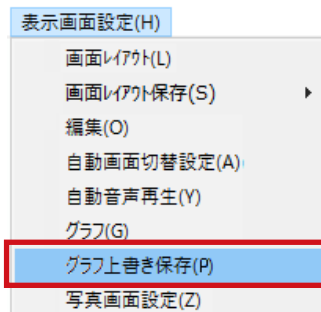 表示画面設定(H)
画面ﾚｲｱｳﾄ(L)
画面ﾚｲｱｳﾄ保存(S)
編集(O)
自動画面切替設定(A)
自動音声再生(Y)
ｸﾞﾗﾌ(G)
ｸﾞﾗﾌ上書き保存(P)
写真画面設定(Z)